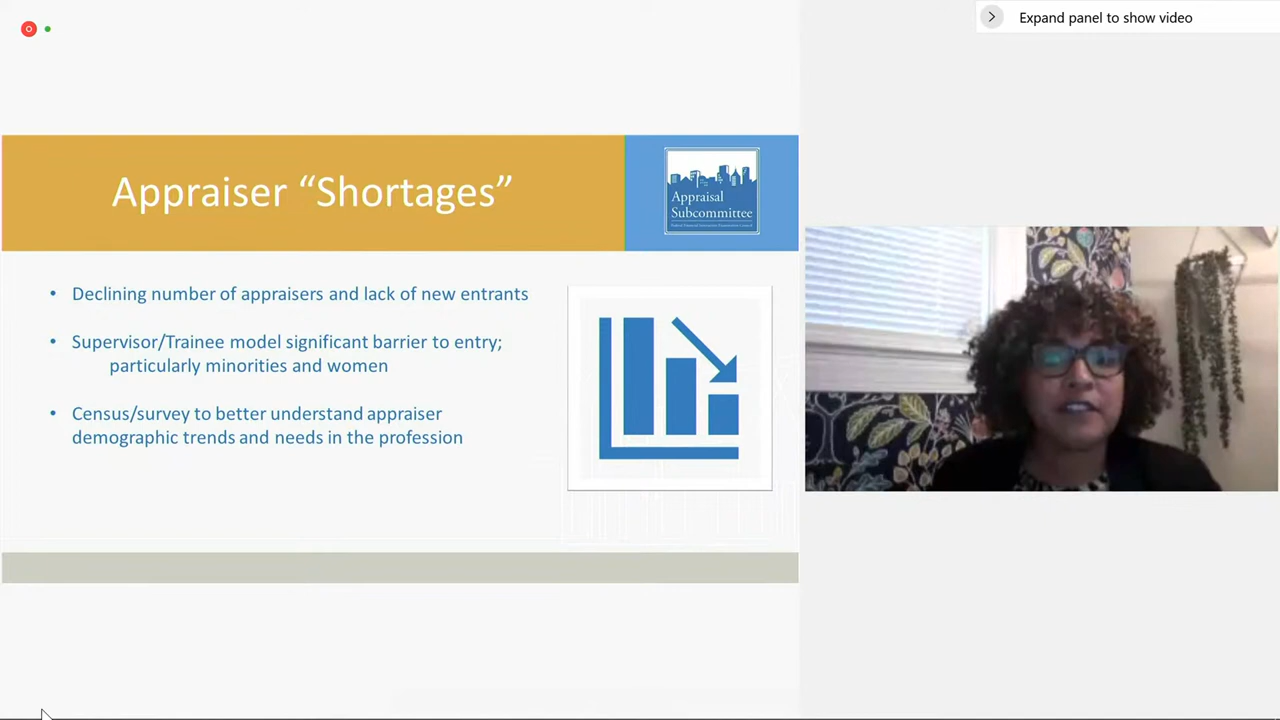 Expand panel to show video
Appraiser “Shortages”
Appraisal
Subcommittee
• Declining number of appraisers and lack of new entrants
• Supervisor/Trainee model significant barrier to entry;
particularly minorities and women
• Census/survey to better understand appraiser
demographic trends and needs in the profession